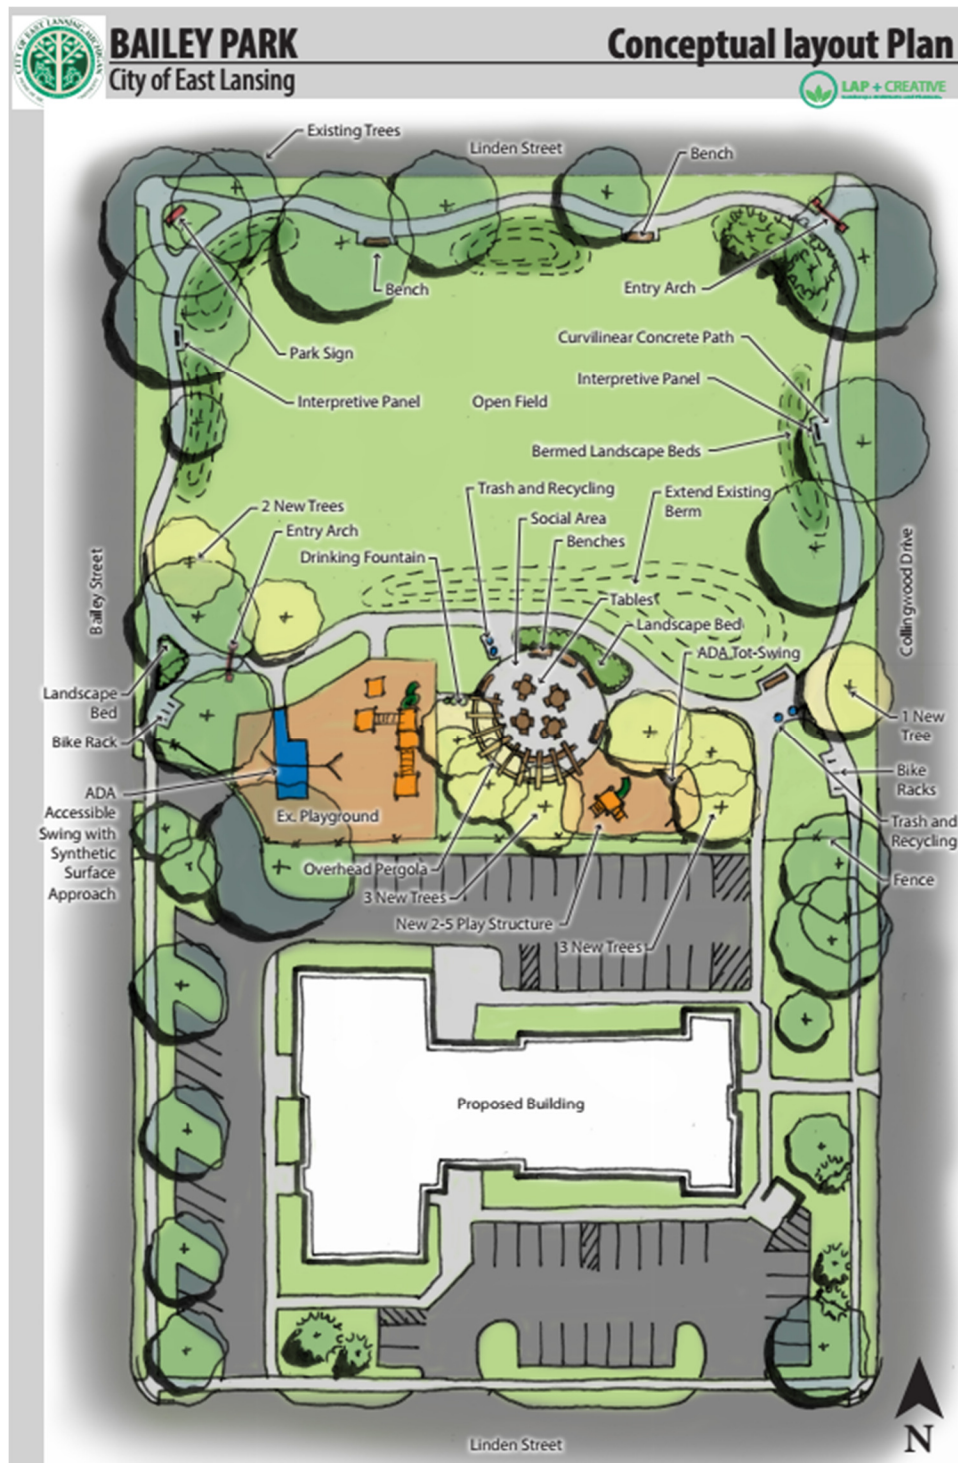 BAILEY PARK
City of East Lansing
Conceptual layout Plan
LAP + CREATIVE
Existing Trees
Linden Street
Bench
Bench
Entry Arch
Park Sign
Curvilinear Concrete Path
Interpretive Panel
Interpretive Panel
Open Field
Bermed Landscape Beds
Trash and Recycling
Extend Existing
Berm
2 New Trees
Social Area
Entry Arch
Benches
Drinking Fountain
Bailey Street
Collingwood Drive
Tables
Landscape Bed
ADA Tot-Swing
Landscape
Bed
Bike Rack
1 New
Tree
Bike
Racks
ADA
Accessible
Swing with
Synthetic
Surface
Approach
Ex. Playground
Trash and
Recycling
Overhead Pergola
Fence
3 New Trees
New 2-5 Play Structure
3 New Trees
Proposed Building
N
Linden Street